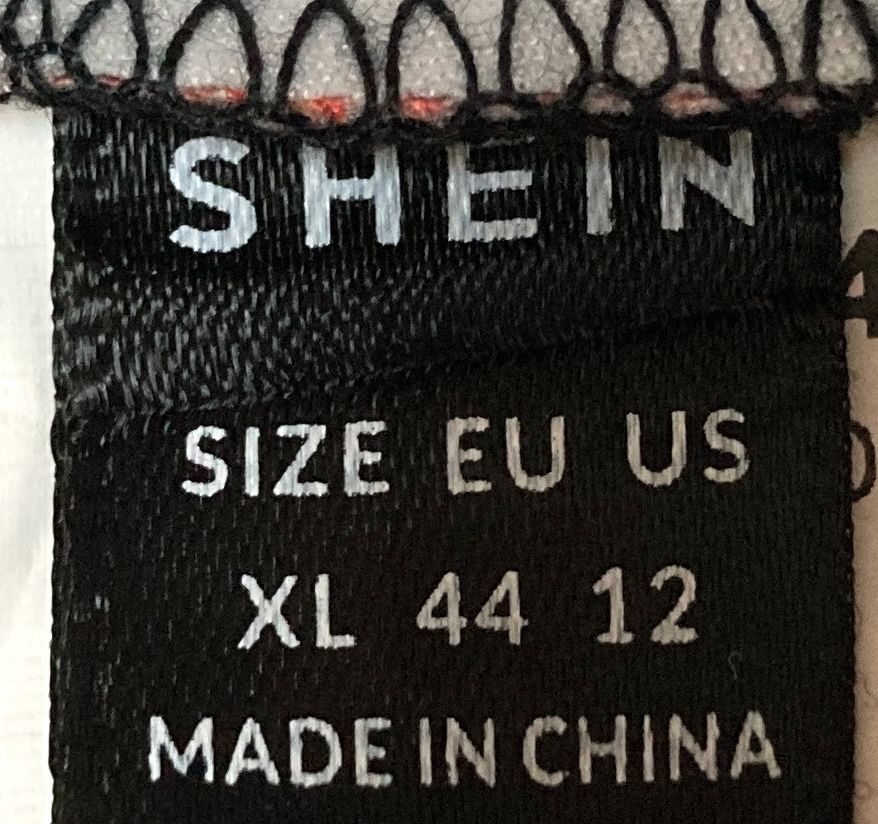 SHEIN
SIZE EU US
XL 44 12
MADE IN CHINA